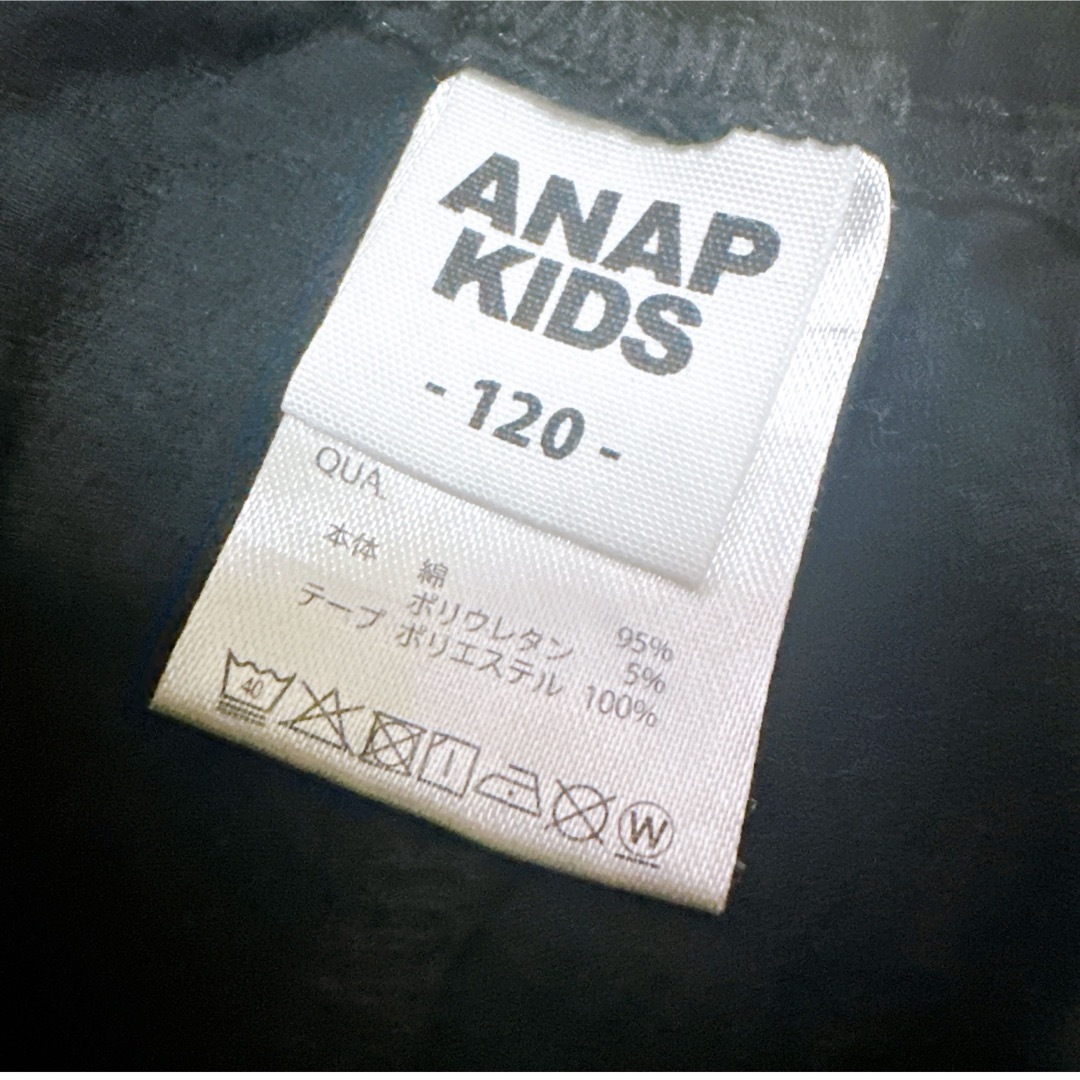 ANAP
KIDS
- 120 -
QUA.
本体 綿 95%
ポリウレタン 5%
テープ ポリエステル 100%
40
W